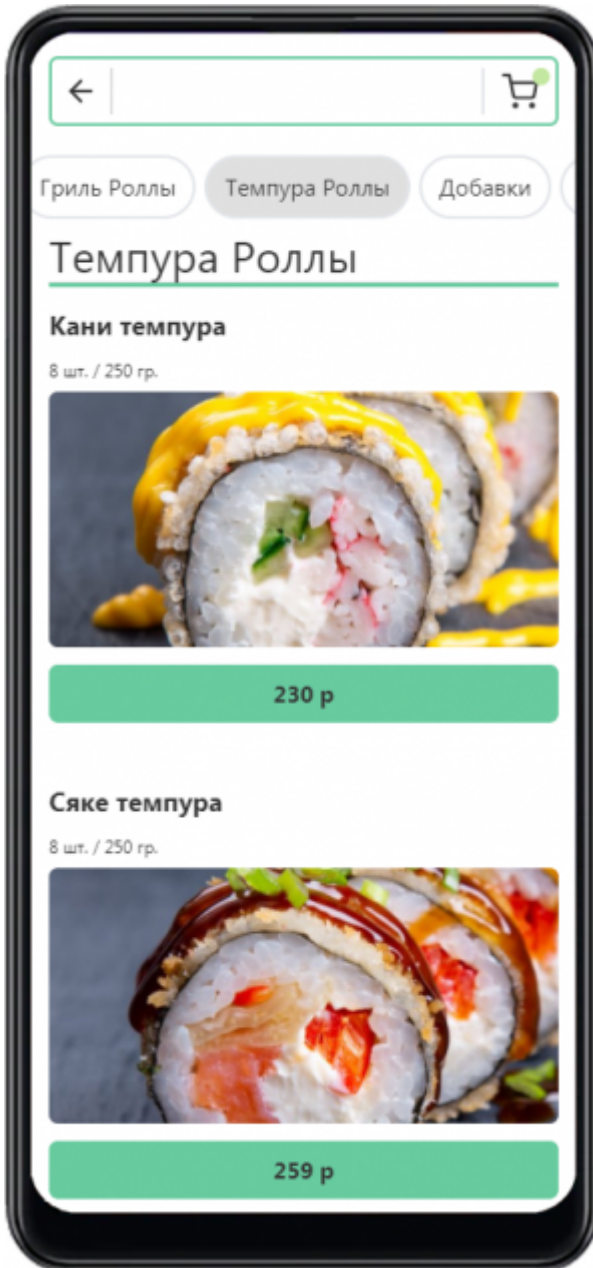 Гриль Роллы Темпура Роллы Добавки
Темпура Роллы
Кани темпура
8 шт. / 250 гр.
230 р
Сяке темпура
8 шт. / 250 гр.
259 р